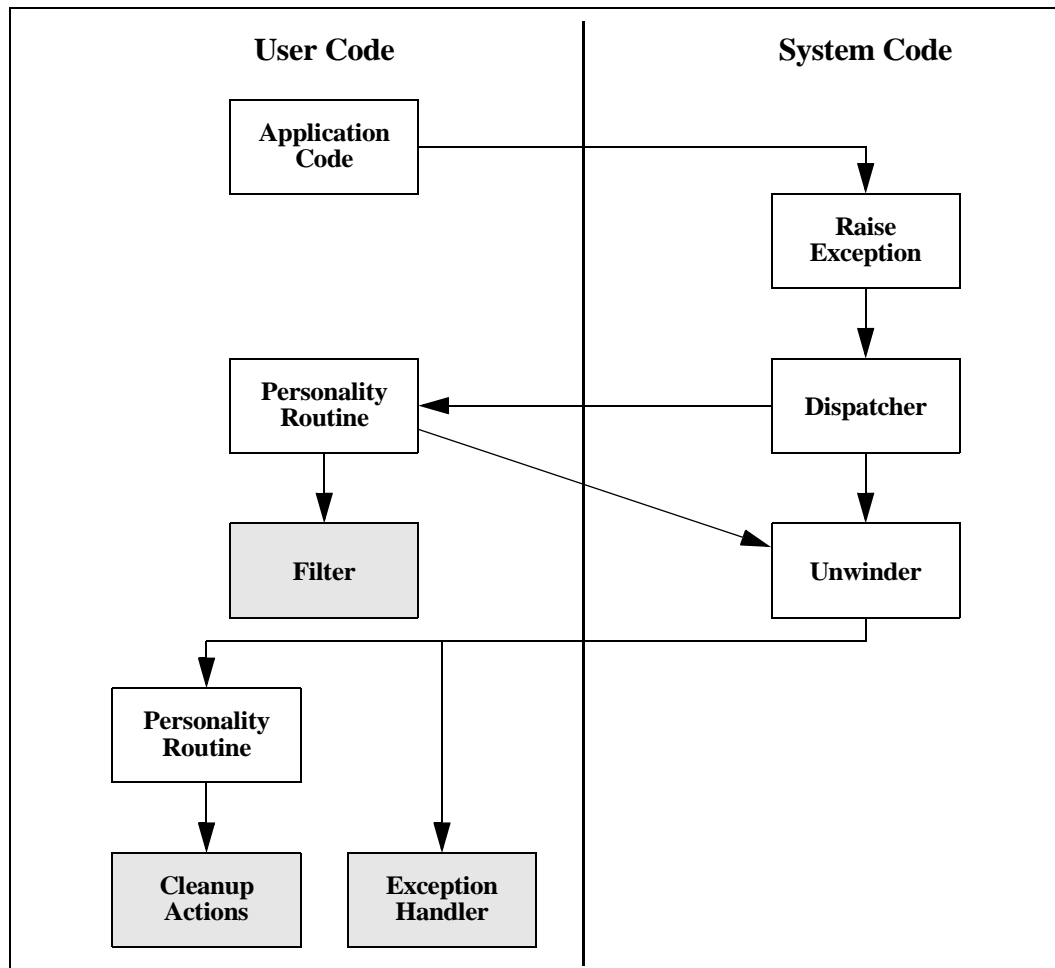 User Code
System Code
Application
Code
Raise
Exception
Personality
Routine
Dispatcher
Filter
Unwinder
Personality
Routine
Cleanup
Actions
Exception
Handler